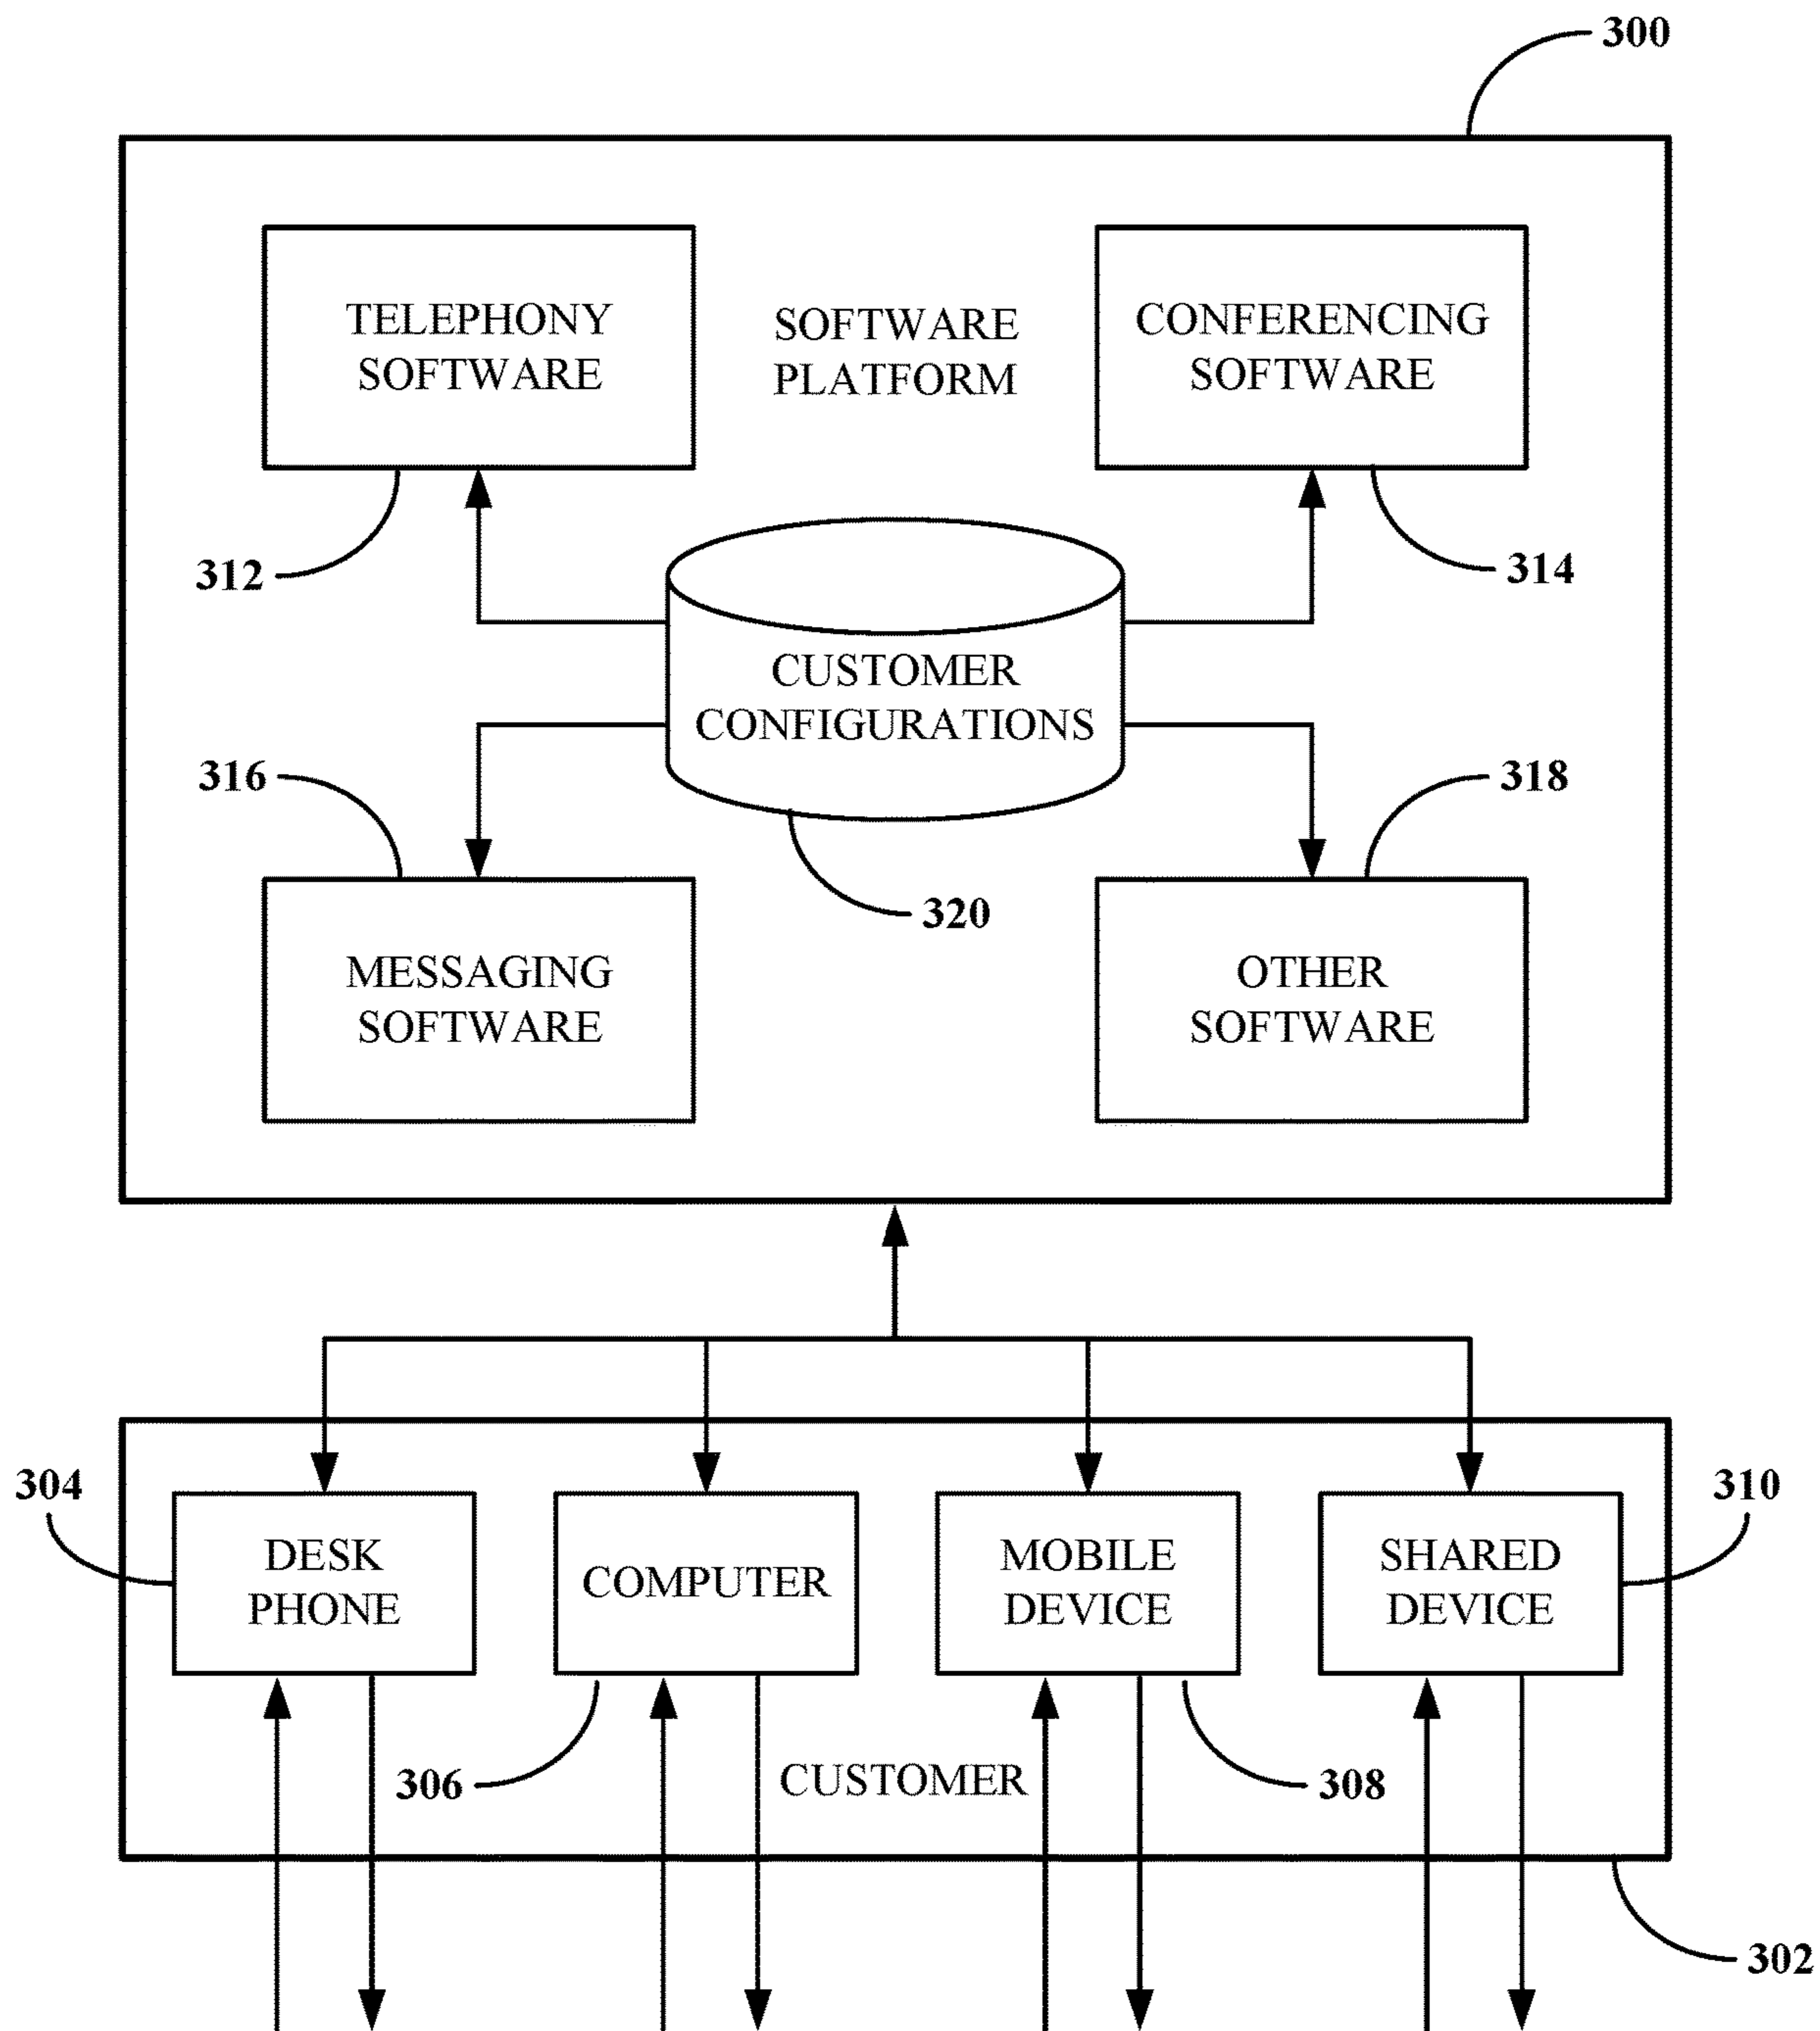 300
TELEPHONY
SOFTWARE
SOFTWARE
PLATFORM
CONFERENCING
SOFTWARE
312
314
CUSTOMER
CONFIGURATIONS
316
318
320
MESSAGING
SOFTWARE
OTHER
SOFTWARE
304
310
DESK
PHONE
COMPUTER
MOBILE
DEVICE
SHARED
DEVICE
306
CUSTOMER
308
302